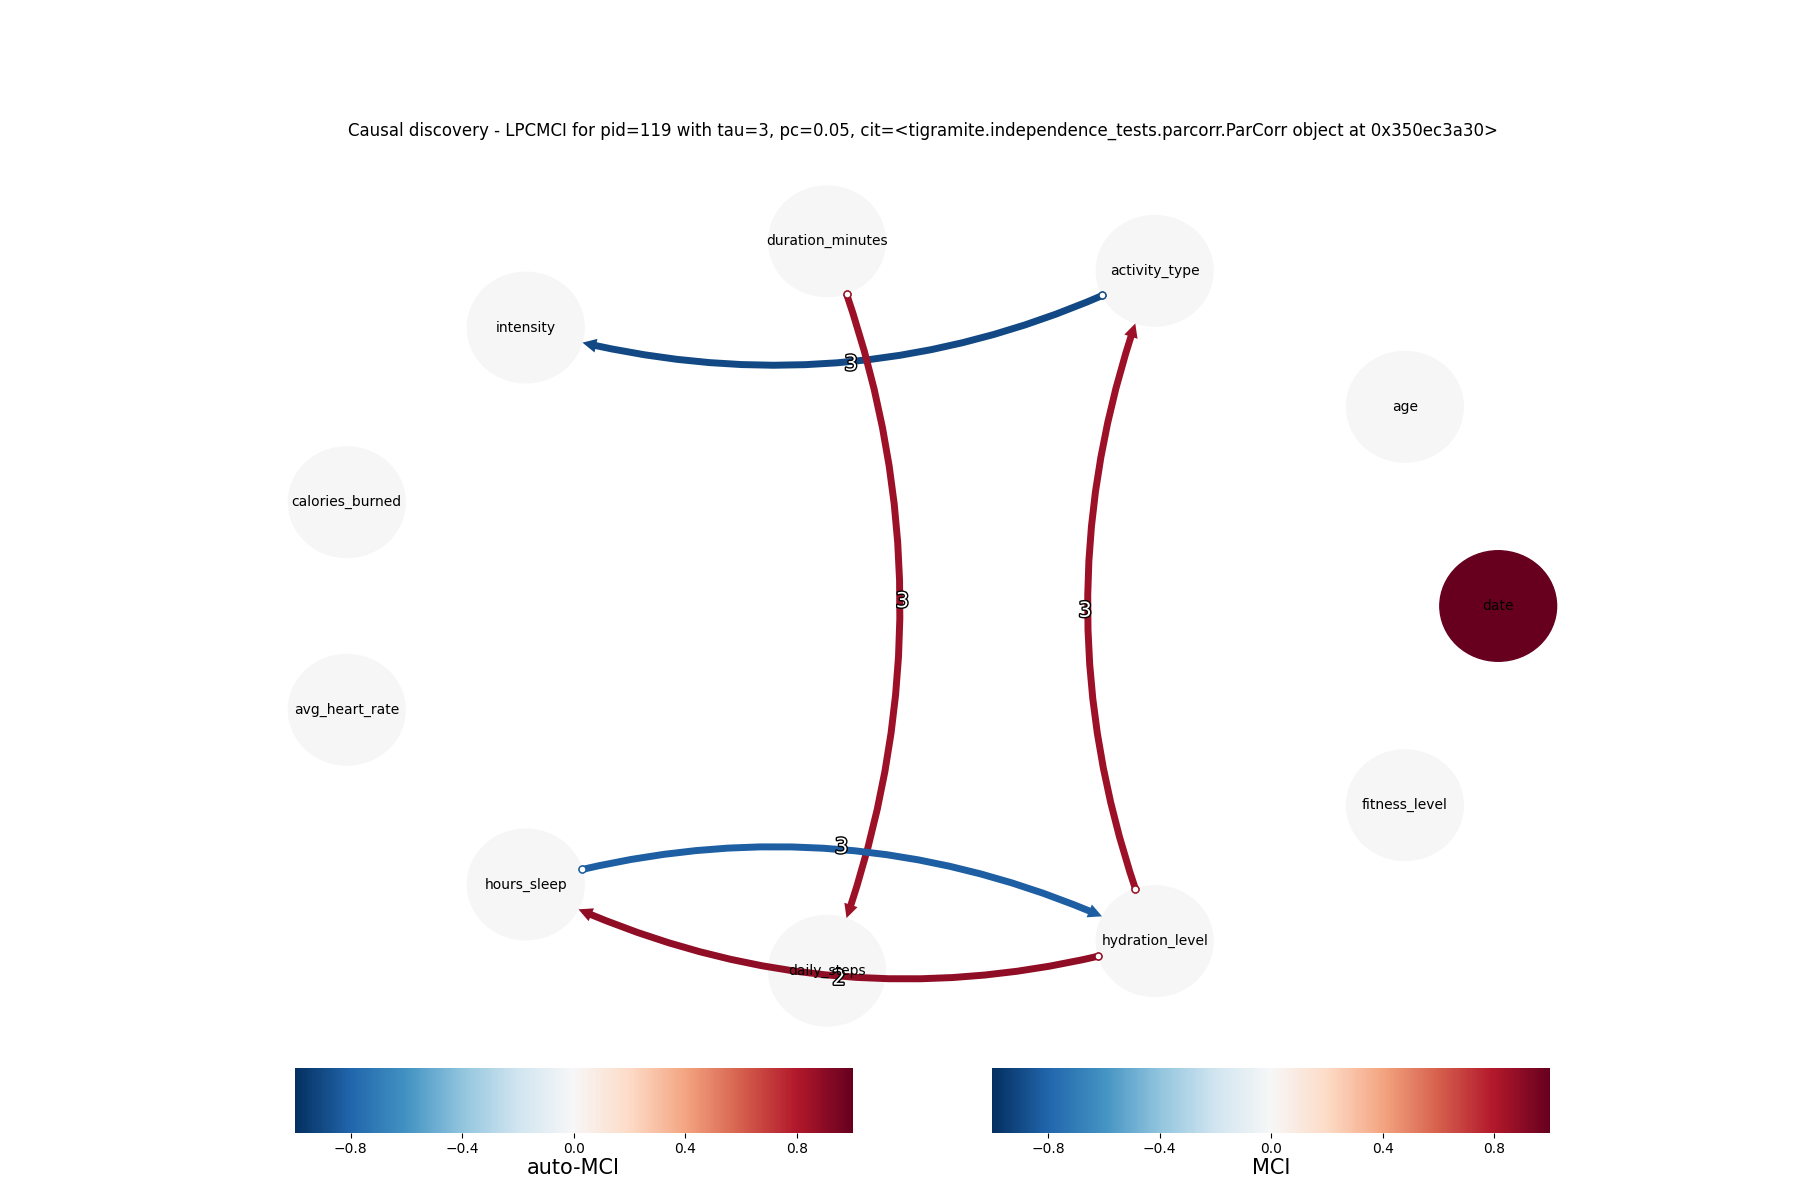 Causal discovery - LPCMCI for pid=119 with tau=3, pc=0.05, cit=<tigramite.independence_tests.parcorr.ParCorr object at 0x350ec3a30>
duration_minutes
activity_type
intensity
3
age
calories_burned
3
3
date
avg_heart_rate
fitness_level
3
hours_sleep
hydration_level
daily_steps
2
−0.8 −0.4 0.0 0.4 0.8
auto-MCI
−0.8 −0.4 0.0 0.4 0.8
MCI